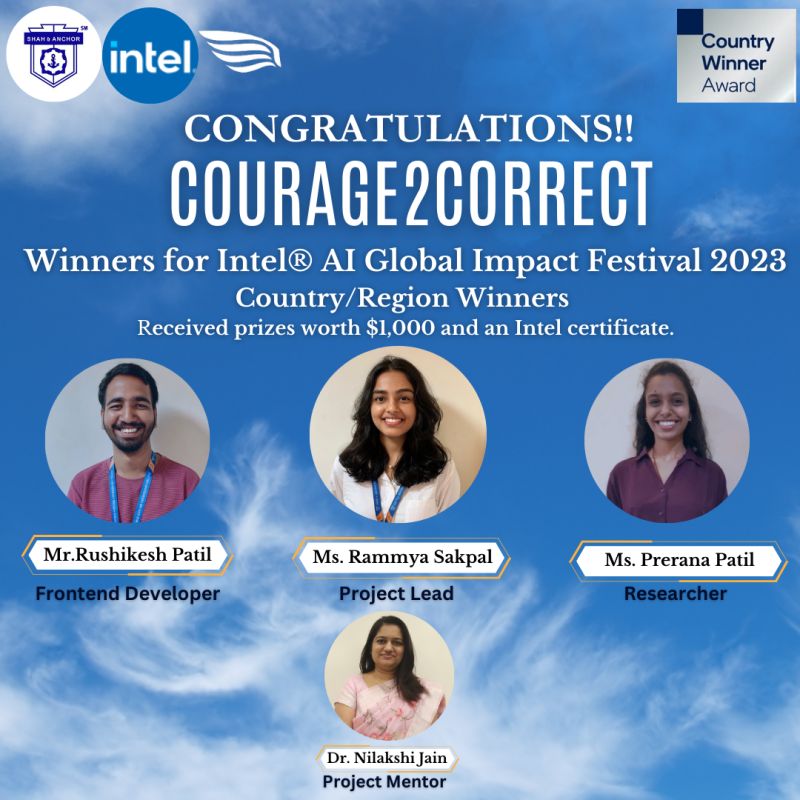 SHAH & ANCHOR
SM
intel.
Country
Winner
Award
CONGRATULATIONS!!
COURAGE2CORRECT
Winners for Intel® AI Global Impact Festival 2023
Country/Region Winners
Received prizes worth $1,000 and an Intel certificate.
Mr.Rushikesh Patil
Frontend Developer
Ms. Rammya Sakpal
Project Lead
Ms. Prerana Patil
Researcher
Dr. Nilakshi Jain
Project Mentor